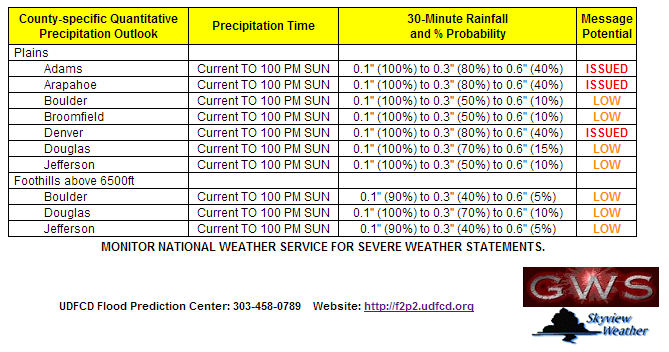 County-specific Quantitative Precipitation Outlook | Precipitation Time | 30-Minute Rainfall and % Probability | Message Potential
Plains
Adams | Current TO 100 PM SUN | 0.1" (100%) to 0.3" (80%) to 0.6" (40%) | ISSUED
Arapahoe | Current TO 100 PM SUN | 0.1" (100%) to 0.3" (80%) to 0.6" (40%) | ISSUED
Boulder | Current TO 100 PM SUN | 0.1" (100%) to 0.3" (50%) to 0.6" (10%) | LOW
Broomfield | Current TO 100 PM SUN | 0.1" (100%) to 0.3" (50%) to 0.6" (10%) | LOW
Denver | Current TO 100 PM SUN | 0.1" (100%) to 0.3" (80%) to 0.6" (40%) | ISSUED
Douglas | Current TO 100 PM SUN | 0.1" (100%) to 0.3" (70%) to 0.6" (15%) | LOW
Jefferson | Current TO 100 PM SUN | 0.1" (100%) to 0.3" (50%) to 0.6" (10%) | LOW
Foothills above 6500ft
Boulder | Current TO 100 PM SUN | 0.1" (90%) to 0.3" (40%) to 0.6" (5%) | LOW
Douglas | Current TO 100 PM SUN | 0.1" (100%) to 0.3" (70%) to 0.6" (10%) | LOW
Jefferson | Current TO 100 PM SUN | 0.1" (90%) to 0.3" (40%) to 0.6" (5%) | LOW
MONITOR NATIONAL WEATHER SERVICE FOR SEVERE WEATHER STATEMENTS.
GWS
UDFCD Flood Prediction Center: 303-458-0789 Website: http://f2p2.udfcd.org
Skyview
Weather